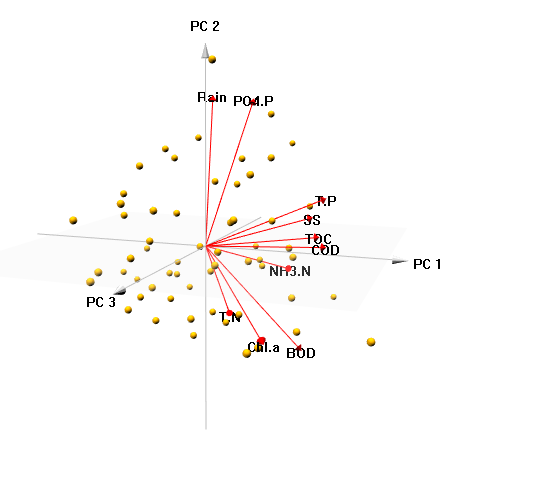 PC 2
Rain
PO4.P
T.P
SS
TOC
COD
PC 1
NH3.N
PC 3
T.N
Chl.a
BOD